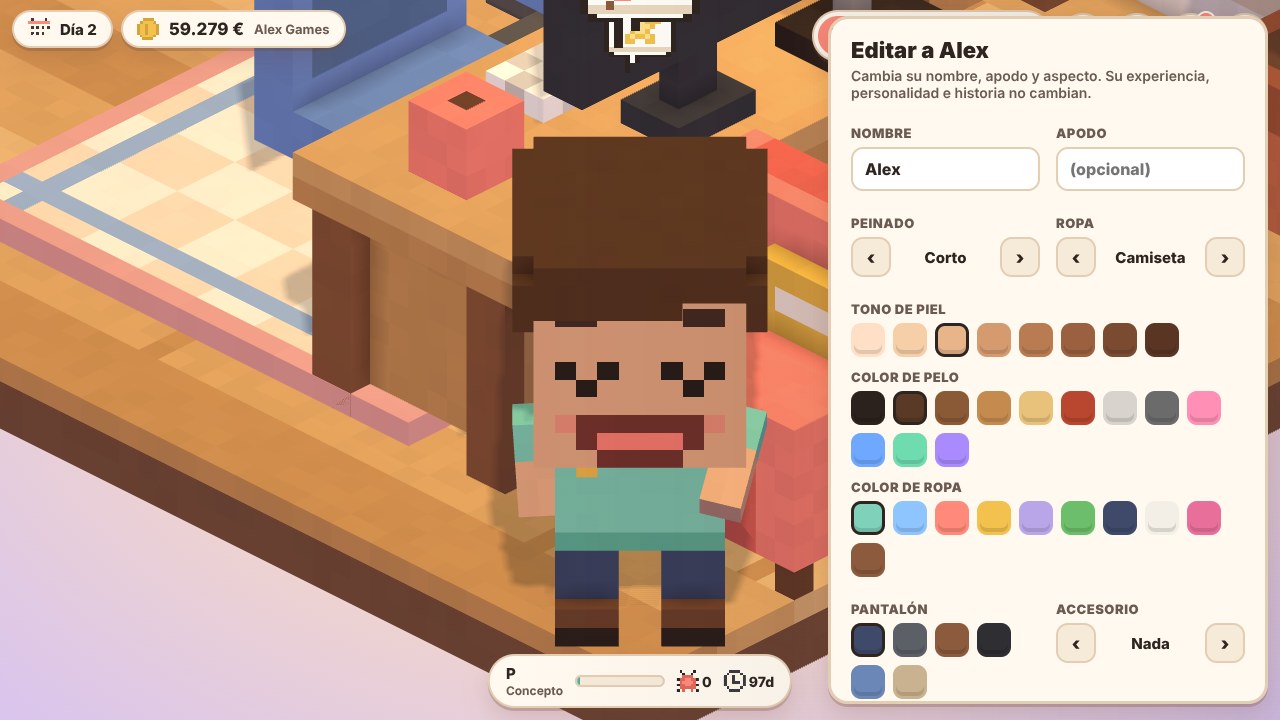 Día 2
59.279 € Alex Games
Editar a Alex
Cambia su nombre, apodo y aspecto. Su experiencia,
personalidad e historia no cambian.
NOMBRE APODO
Alex (opcional)
PEINADO ROPA
‹ Corto › ‹ Camiseta ›
TONO DE PIEL
COLOR DE PELO
COLOR DE ROPA
PANTALÓN ACCESORIO
‹ Nada ›
P
Concepto
0 97d